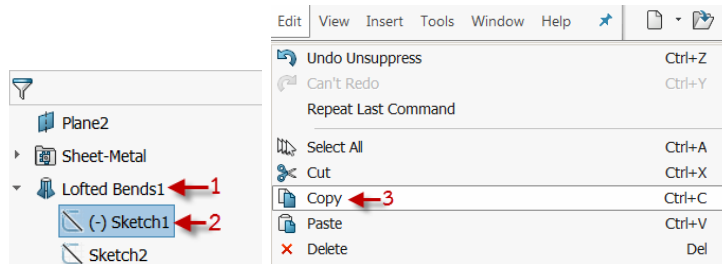 Plane2
Sheet-Metal
Lofted Bends1 1
(-) Sketch1 2
Sketch2
Edit View Insert Tools Window Help
Undo Unsuppress Ctrl+Z
Can't Redo Ctrl+Y
Repeat Last Command
Select All Ctrl+A
Cut Ctrl+X
Copy 3 Ctrl+C
Paste Ctrl+V
Delete Del